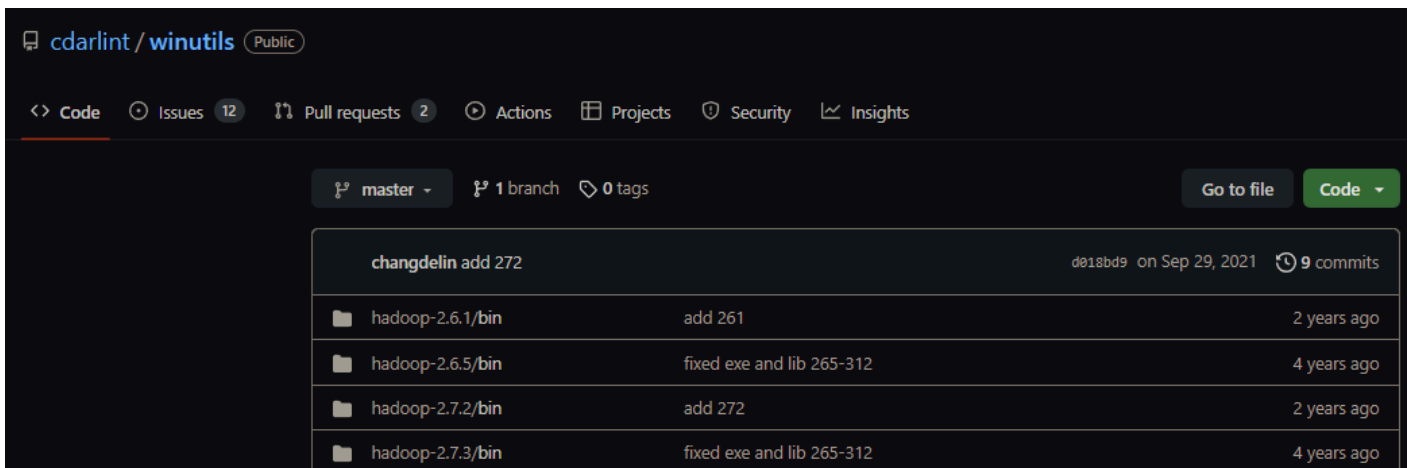 cdarlint / winutils Public
Code Issues 12 Pull requests 2 Actions Projects Security Insights
master 1 branch 0 tags Go to file Code
changdelin add 272 d018bd9 on Sep 29, 2021 9 commits
hadoop-2.6.1/bin add 261 2 years ago
hadoop-2.6.5/bin fixed exe and lib 265-312 4 years ago
hadoop-2.7.2/bin add 272 2 years ago
hadoop-2.7.3/bin fixed exe and lib 265-312 4 years ago